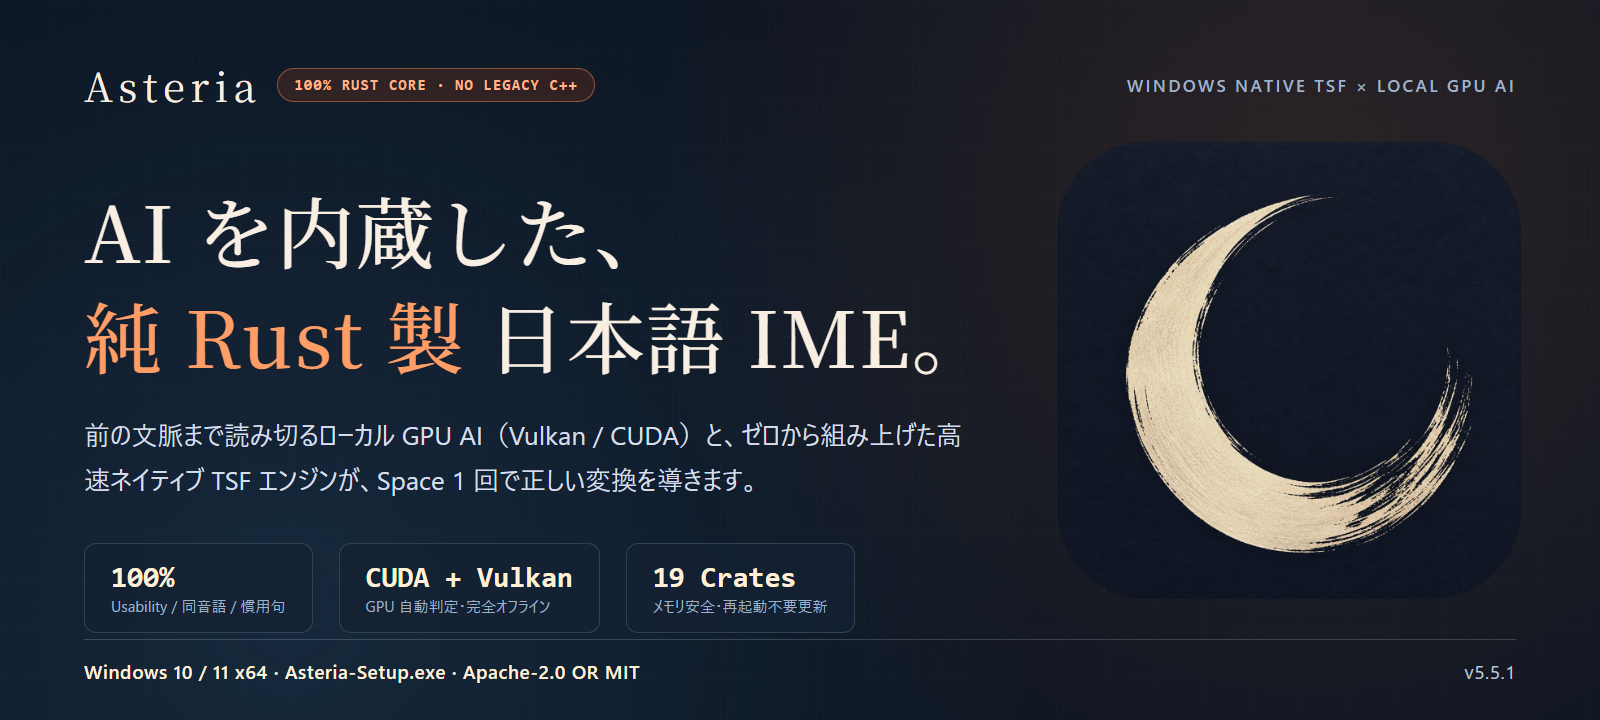 Asteria
100% RUST CORE · NO LEGACY C++
WINDOWS NATIVE TSF × LOCAL GPU AI
AI を内蔵した、
純 Rust 製 日本語 IME。
前の文脈まで読み切るローカル GPU AI（Vulkan / CUDA）と、ゼロから組み上げた高
速ネイティブ TSF エンジンが、Space 1 回で正しい変換を導きます。
100%
Usability / 同音語 / 慣用句
CUDA + Vulkan
GPU 自動判定・完全オフライン
19 Crates
メモリ安全・再起動不要更新
Windows 10 / 11 x64 · Asteria-Setup.exe · Apache-2.0 OR MIT
v5.5.1